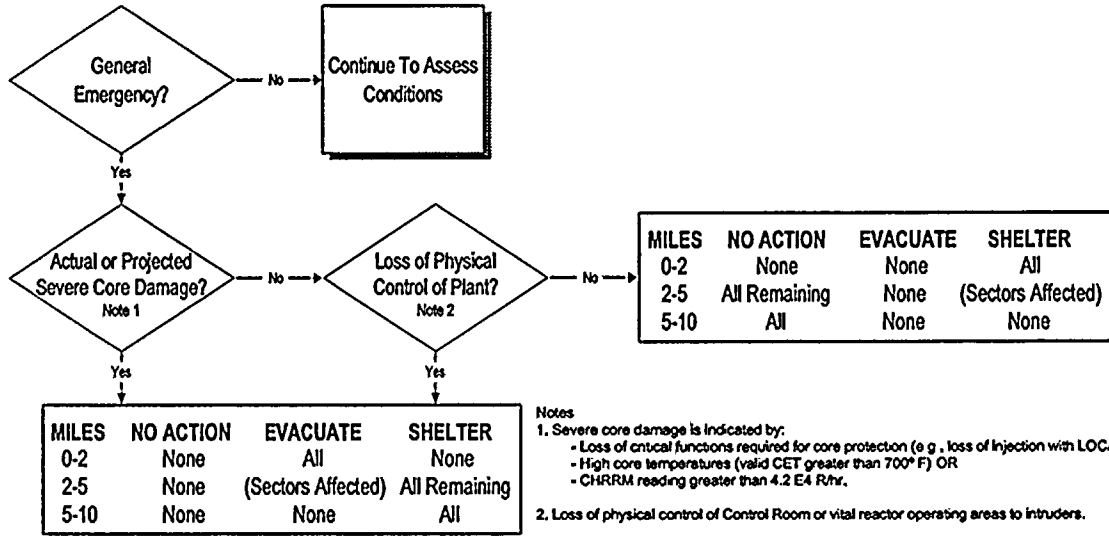 General
Emergency?
No
Continue To Assess
Conditions
Yes
Actual or Projected
Severe Core Damage?
Note 1
No
Loss of Physical
Control of Plant?
Note 2
No
MILES NO ACTION EVACUATE SHELTER
0-2 None None All
2-5 All Remaining None (Sectors Affected)
5-10 All None None
Yes
Yes
MILES NO ACTION EVACUATE SHELTER
0-2 None All None
2-5 None (Sectors Affected) All Remaining
5-10 None None All
Notes
1. Severe core damage is indicated by:
- Loss of critical functions required for core protection (e g , loss of injection with LOC
- High core temperatures (valid CET greater than 700° F) OR
- CHRRM reading greater than 4.2 E4 R/hr.
2. Loss of physical control of Control Room or vital reactor operating areas to intruders.